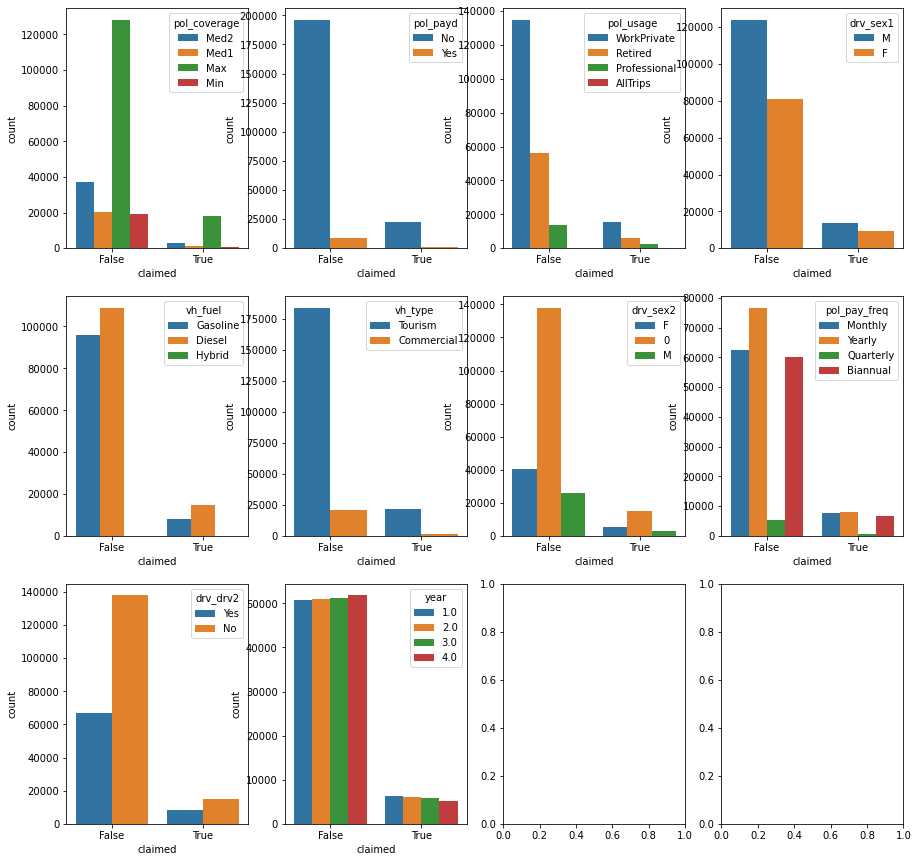 pol_coverage
Med2
Med1
Max
Min
120000
100000
80000
60000
40000
20000
0
count
False
True
claimed
pol_payd
No
Yes
200000
175000
150000
125000
100000
75000
50000
25000
0
count
False
True
claimed
pol_usage
WorkPrivate
Retired
Professional
AllTrips
140000
120000
100000
80000
60000
40000
20000
0
count
False
True
claimed
drv_sex1
M
F
120000
100000
80000
60000
40000
20000
0
count
False
True
claimed
vh_fuel
Gasoline
Diesel
Hybrid
100000
80000
60000
40000
20000
0
count
False
True
claimed
vh_type
Tourism
Commercial
175000
150000
125000
100000
75000
50000
25000
0
count
False
True
claimed
drv_sex2
F
0
M
140000
120000
100000
80000
60000
40000
20000
0
count
False
True
claimed
pol_pay_freq
Monthly
Yearly
Quarterly
Biannual
80000
70000
60000
50000
40000
30000
20000
10000
0
count
False
True
claimed
drv_drv2
Yes
No
140000
120000
100000
80000
60000
40000
20000
0
count
False
True
claimed
year
1.0
2.0
3.0
4.0
50000
40000
30000
20000
10000
0
count
False
True
claimed
1.0
0.8
0.6
0.4
0.2
0.0
0.0 0.2 0.4 0.6 0.8 1.0
1.0
0.8
0.6
0.4
0.2
0.0
0.0 0.2 0.4 0.6 0.8 1.0